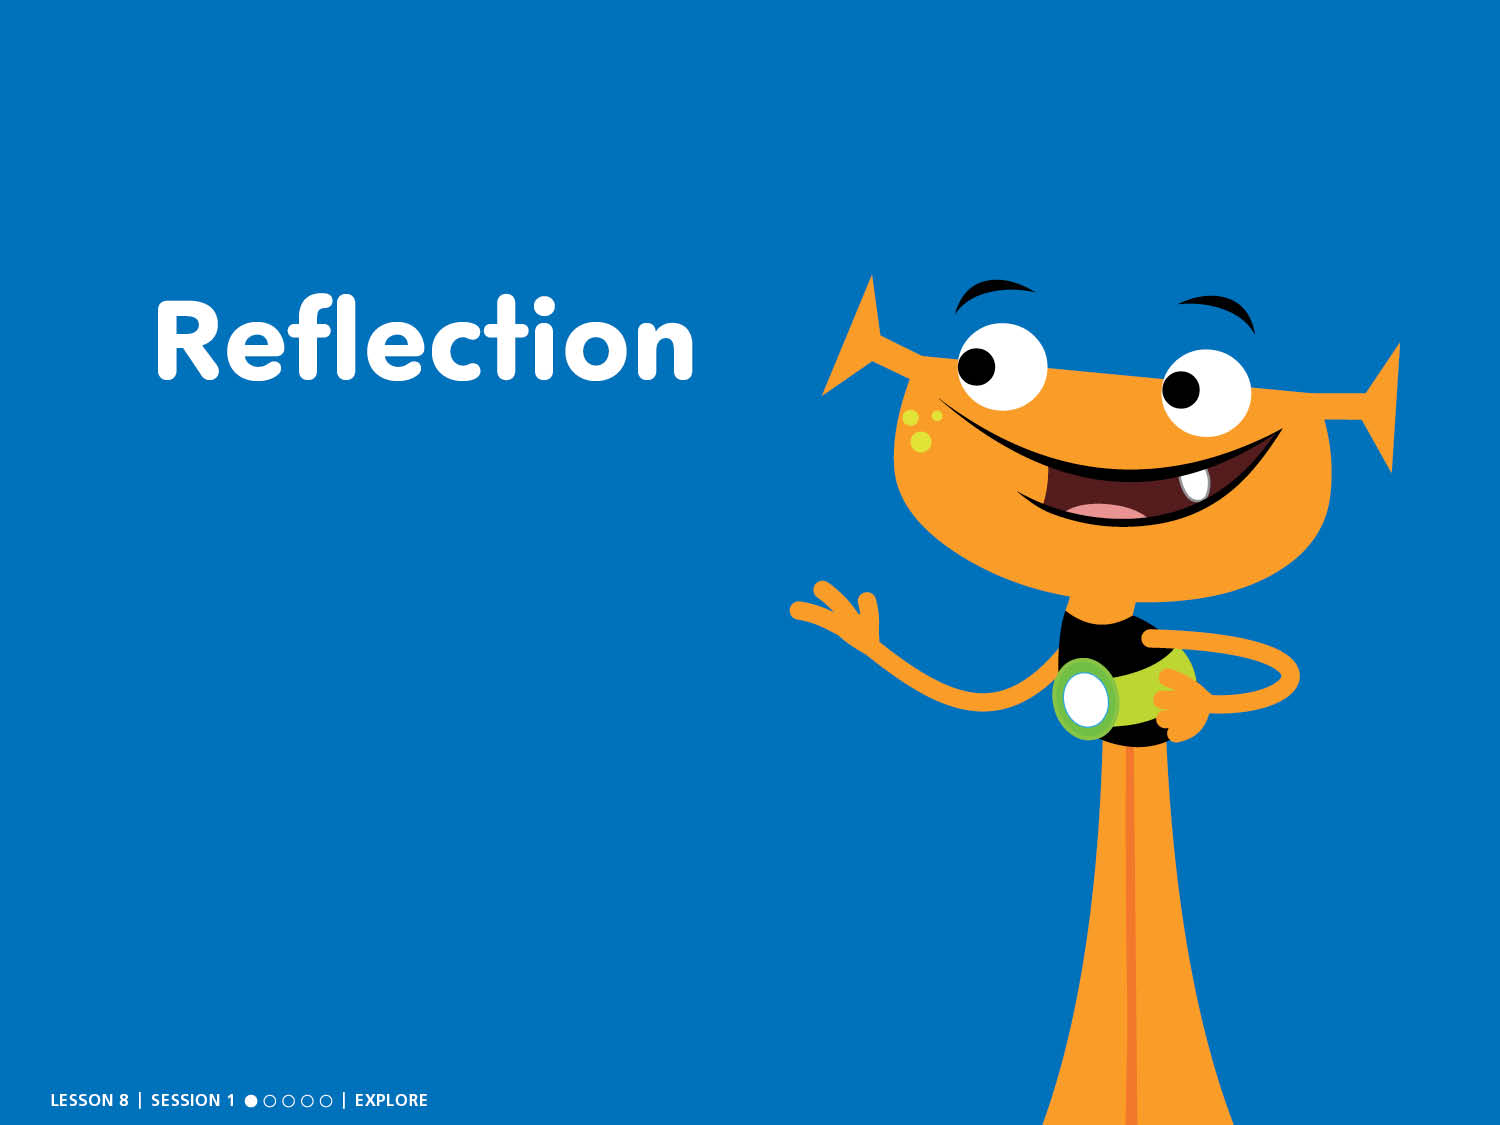 Reflection
LESSON 8 | SESSION 1 ●○○○○ | EXPLORE